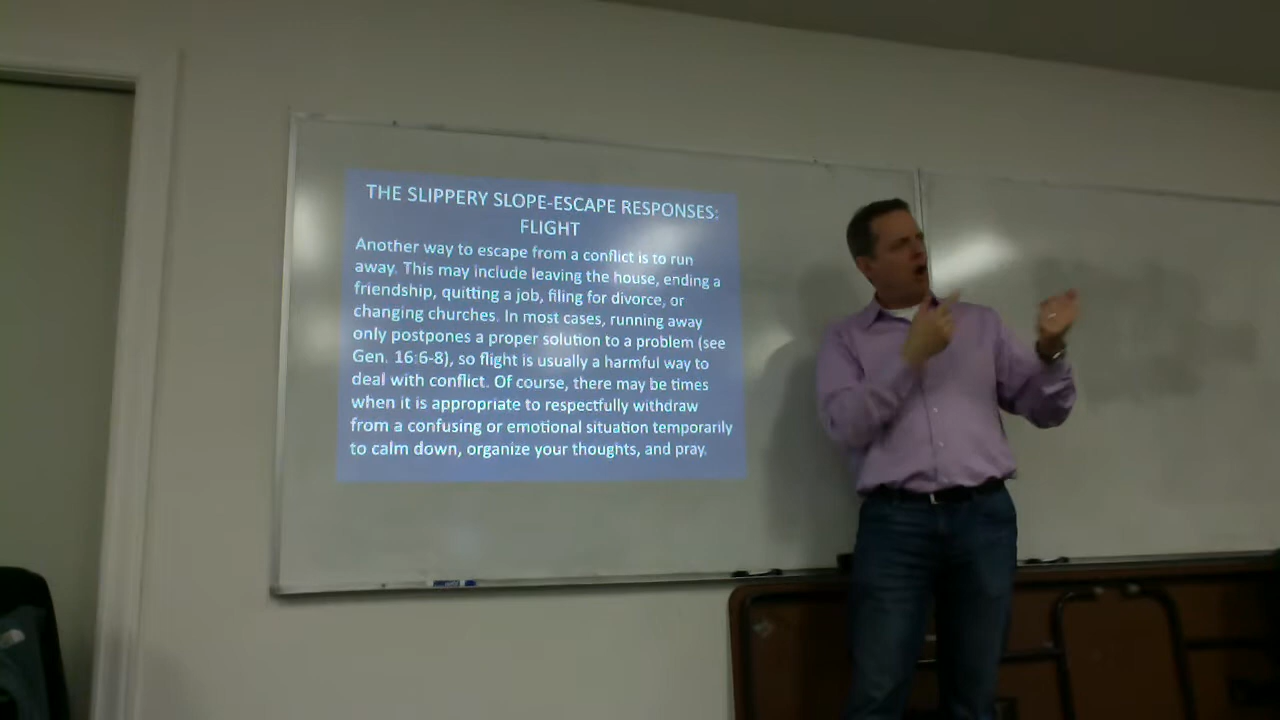 THE SLIPPERY SLOPE-ESCAPE RESPONSES:
FLIGHT
Another way to escape from a conflict is to run
away. This may include leaving the house, ending a
friendship, quitting a job, filing for divorce, or
changing churches. In most cases, running away
only postpones a proper solution to a problem (see
Gen. 16:6-8), so flight is usually a harmful way to
deal with conflict. Of course, there may be times
when it is appropriate to respectfully withdraw
from a confusing or emotional situation temporarily
to calm down, organize your thoughts, and pray.